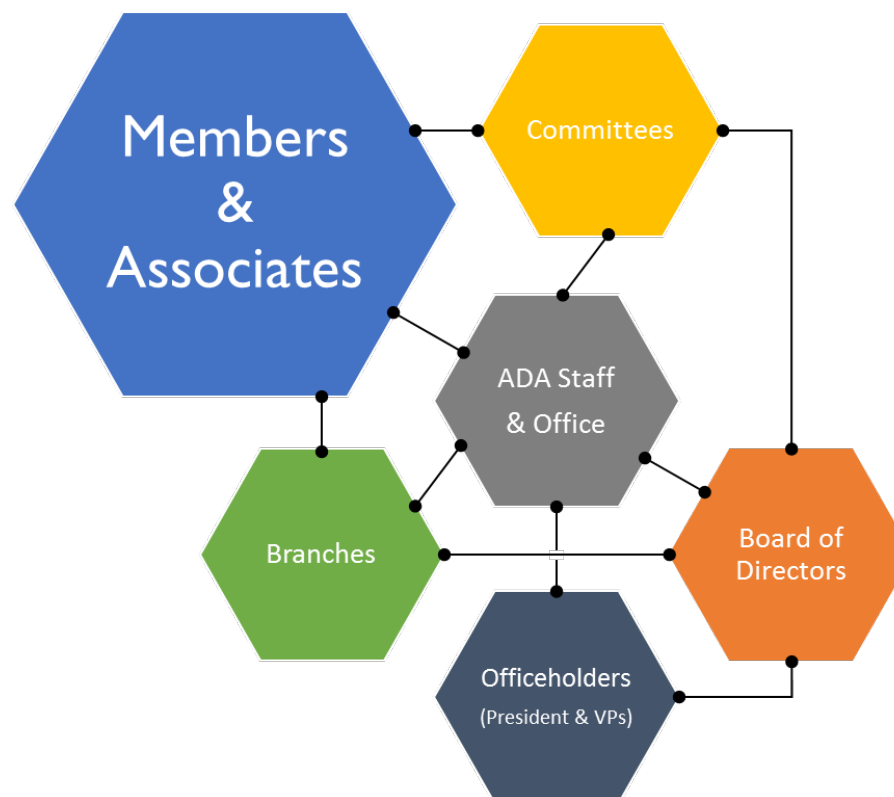 Members
&
Associates
Committees
ADA Staff
& Office
Branches
Board of
Directors
Officeholders
(President & VPs)